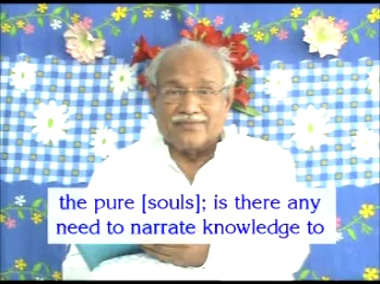 the pure [souls]; is there any
need to narrate knowledge to